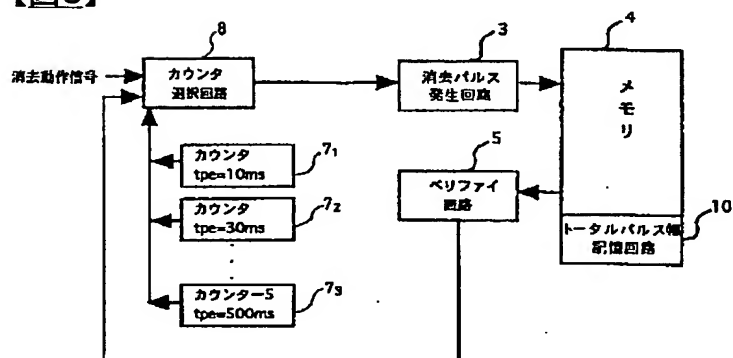 8
3
4
消去動作信号
カウンタ
選択回路
消去パルス
発生回路
メモリ
カウンタ
tpe=10ms
7₁
5
ベリファイ
回路
カウンタ
tpe=30ms
7₂
トータルパルス幅
記憶回路
10
カウンター5
tpe=500ms
7₃